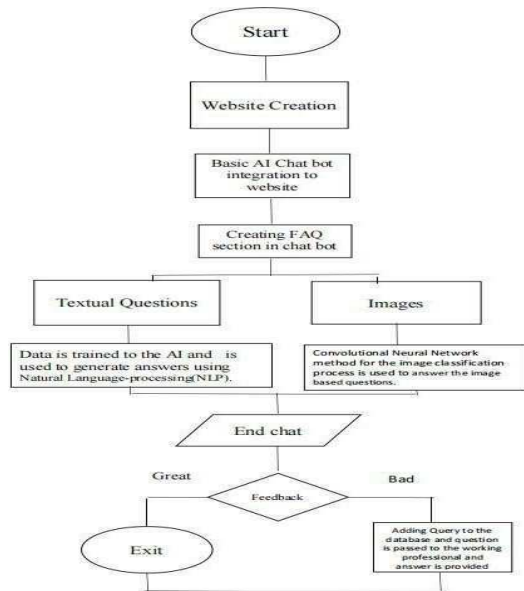 Start
Website Creation
Basic AI Chat bot
integration to
website
Creating FAQ
section in chat bot
Textual Questions
Images
Data is trained to the AI and is
used to generate answers using
Natural Language-processing(NLP).
Convolutional Neural Network
method for the image classification
process is used to answer the image
based questions.
End chat
Great
Bad
Feedback
Exit
Adding Query to the
database and question
is passed to the working
professional and
answer is provided